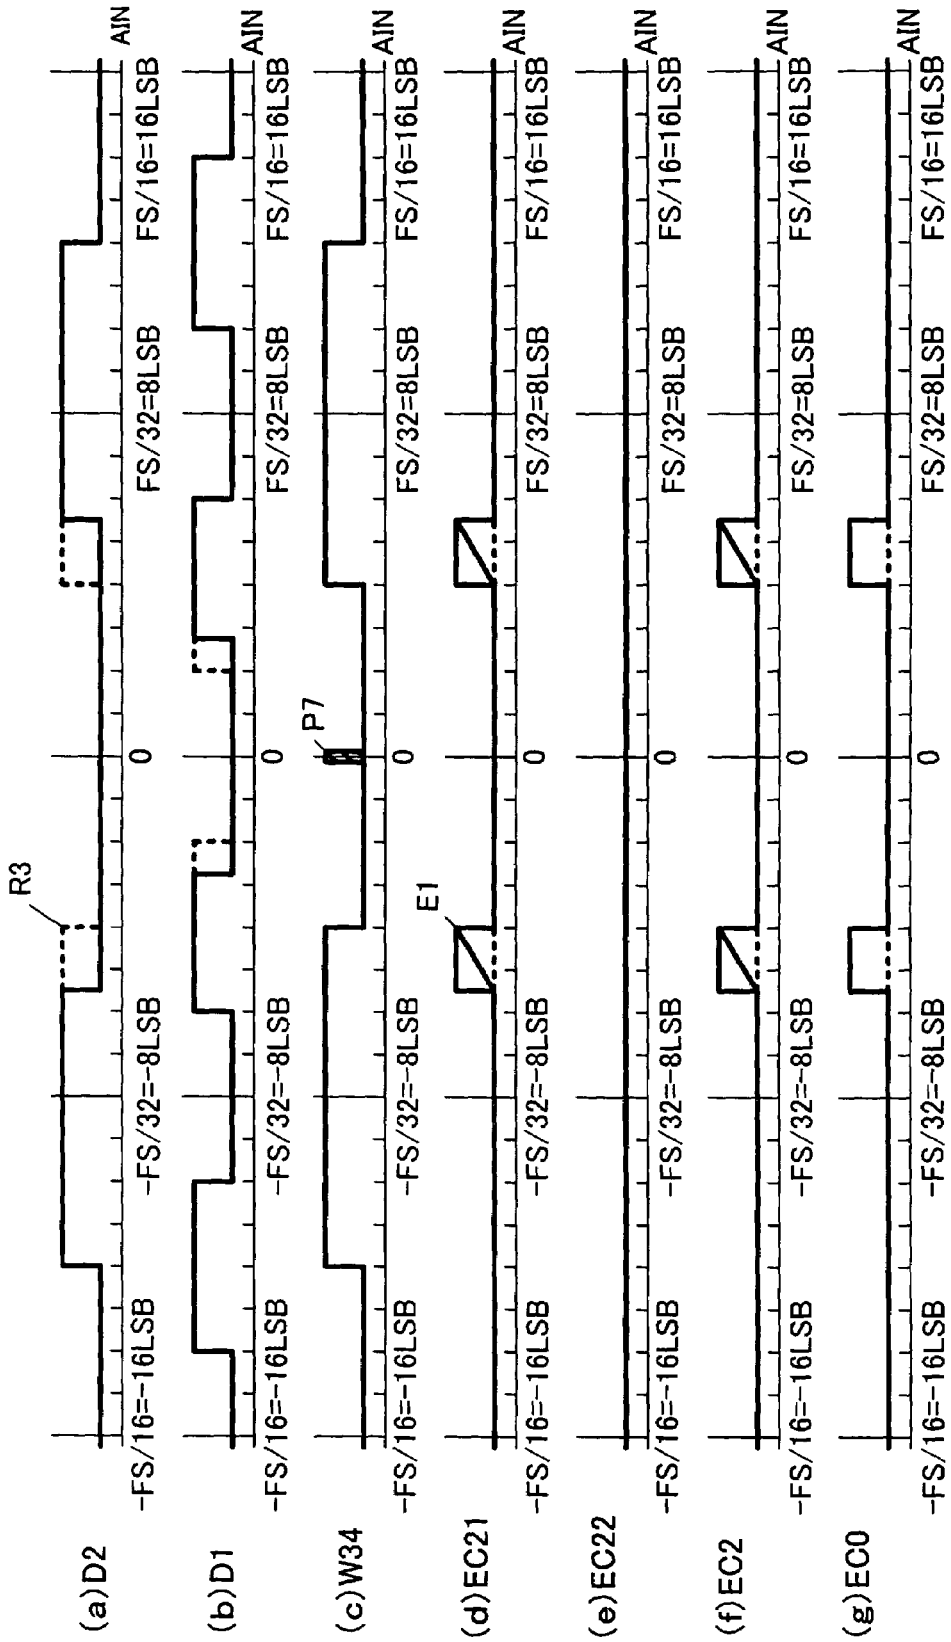 (a)D2
R3
-FS/16=-16LSB
-FS/32=-8LSB
0
FS/32=8LSB
FS/16=16LSB
AIN
(b)D1
-FS/16=-16LSB
-FS/32=-8LSB
0
FS/32=8LSB
FS/16=16LSB
AIN
(c)W34
P7
-FS/16=-16LSB
-FS/32=-8LSB
0
FS/32=8LSB
FS/16=16LSB
AIN
(d)EC21
E1
-FS/16=-16LSB
-FS/32=-8LSB
0
FS/32=8LSB
FS/16=16LSB
AIN
(e)EC22
-FS/16=-16LSB
-FS/32=-8LSB
0
FS/32=8LSB
FS/16=16LSB
AIN
(f)EC2
-FS/16=-16LSB
-FS/32=-8LSB
0
FS/32=8LSB
FS/16=16LSB
AIN
(g)EC0
-FS/16=-16LSB
-FS/32=-8LSB
0
FS/32=8LSB
FS/16=16LSB
AIN